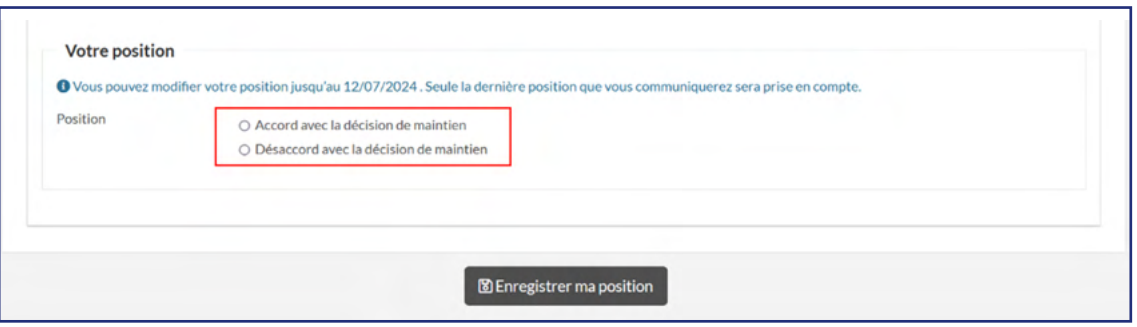 Votre position
Vous pouvez modifier votre position jusqu'au 12/07/2024 . Seule la dernière position que vous communiquerez sera prise en compte.
Position
Accord avec la décision de maintien
Désaccord avec la décision de maintien
Enregistrer ma position